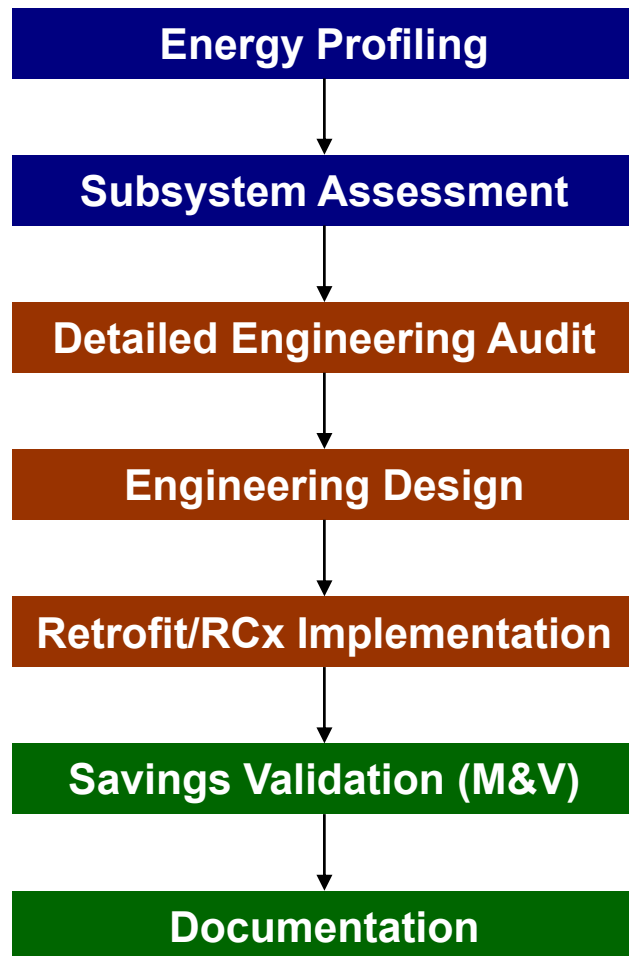 Energy Profiling
Subsystem Assessment
Detailed Engineering Audit
Engineering Design
Retrofit/RCx Implementation
Savings Validation (M&V)
Documentation